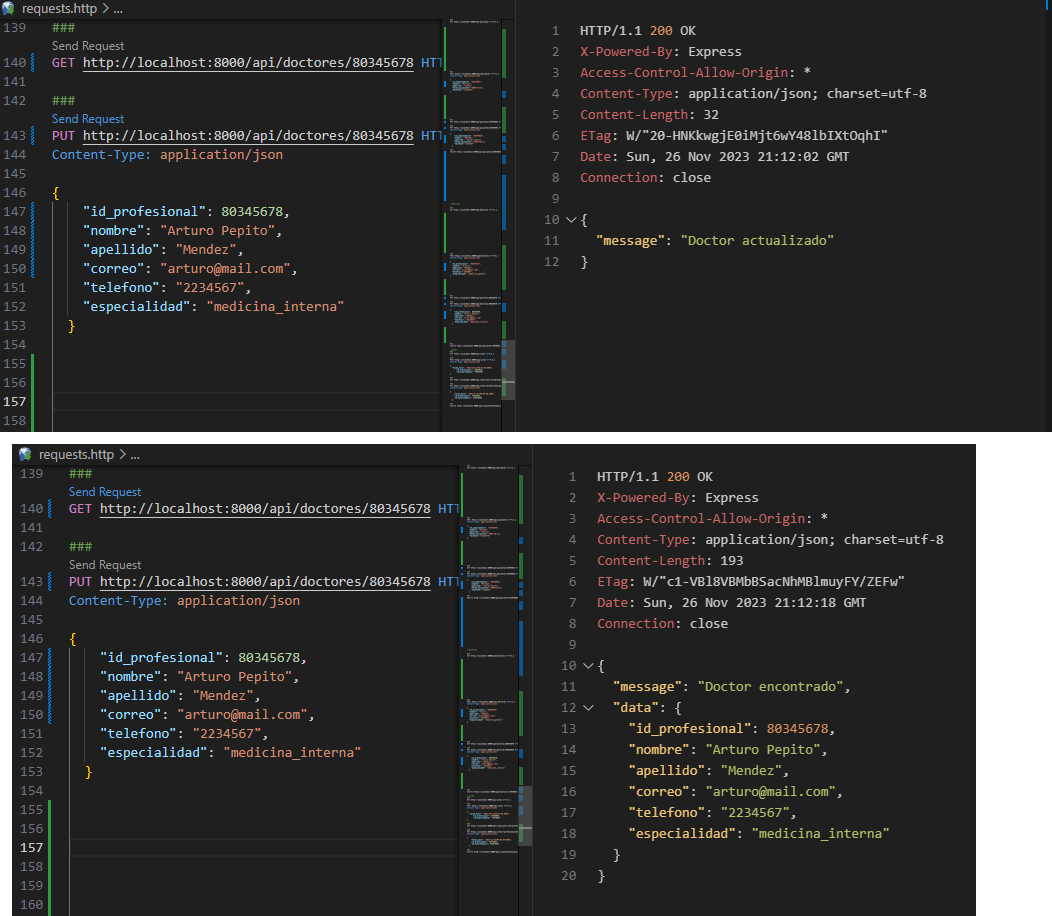 requests.http > ...
139 ###
Send Request
140 GET http://localhost:8000/api/doctores/80345678 HTT
141
142 ###
Send Request
143 PUT http://localhost:8000/api/doctores/80345678 HTT
144 Content-Type: application/json
145
146 {
147 "id_profesional": 80345678,
148 "nombre": "Arturo Pepito",
149 "apellido": "Mendez",
150 "correo": "arturo@mail.com",
151 "telefono": "2234567",
152 "especialidad": "medicina_interna"
153 }
154
155
156
157
158
1 HTTP/1.1 200 OK
2 X-Powered-By: Express
3 Access-Control-Allow-Origin: *
4 Content-Type: application/json; charset=utf-8
5 Content-Length: 32
6 ETag: W/"20-HNKkwgjE0iMjt6wY48lbIXtOqhI"
7 Date: Sun, 26 Nov 2023 21:12:02 GMT
8 Connection: close
9
10 {
11 "message": "Doctor actualizado"
12 }
requests.http > ...
139 ###
Send Request
140 GET http://localhost:8000/api/doctores/80345678 HTT
141
142 ###
Send Request
143 PUT http://localhost:8000/api/doctores/80345678 HTT
144 Content-Type: application/json
145
146 {
147 "id_profesional": 80345678,
148 "nombre": "Arturo Pepito",
149 "apellido": "Mendez",
150 "correo": "arturo@mail.com",
151 "telefono": "2234567",
152 "especialidad": "medicina_interna"
153 }
154
155
156
157
158
159
160
1 HTTP/1.1 200 OK
2 X-Powered-By: Express
3 Access-Control-Allow-Origin: *
4 Content-Type: application/json; charset=utf-8
5 Content-Length: 193
6 ETag: W/"c1-VBl8VBMbBSacNhMBlmuyFY/ZEFw"
7 Date: Sun, 26 Nov 2023 21:12:18 GMT
8 Connection: close
9
10 {
11 "message": "Doctor encontrado",
12 "data": {
13 "id_profesional": 80345678,
14 "nombre": "Arturo Pepito",
15 "apellido": "Mendez",
16 "correo": "arturo@mail.com",
17 "telefono": "2234567",
18 "especialidad": "medicina_interna"
19 }
20 }